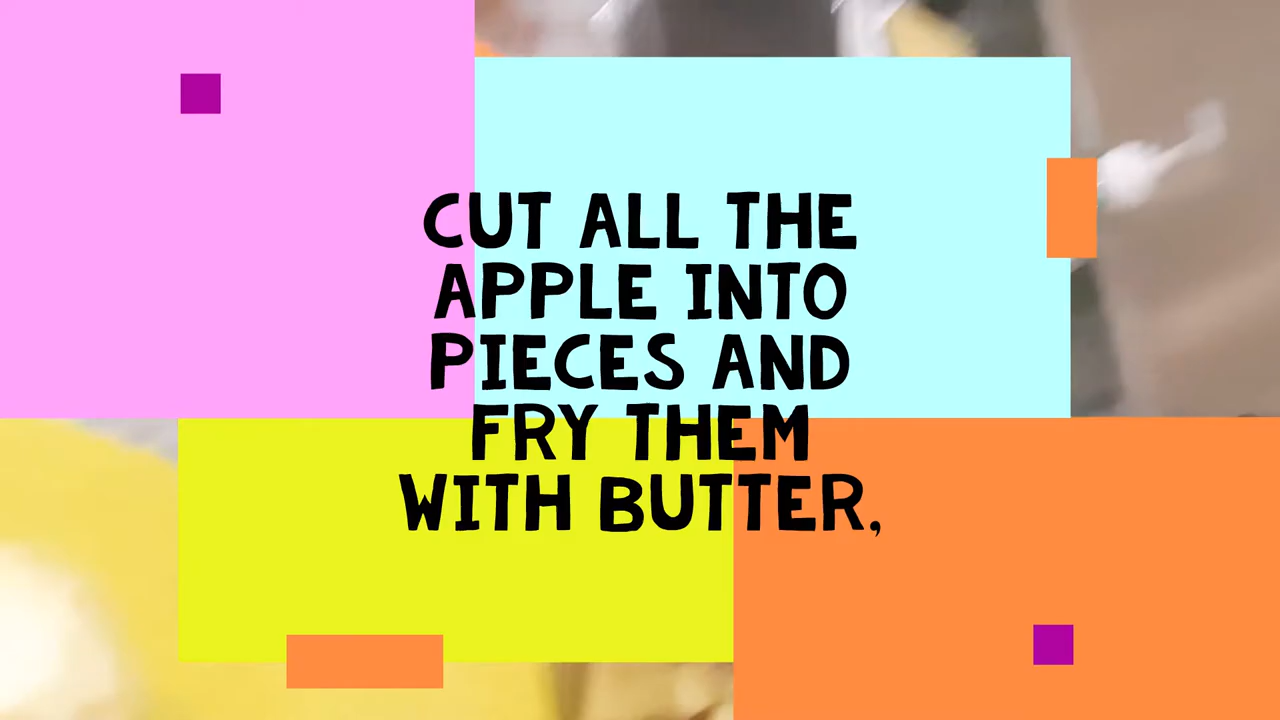 CUT ALL THE
APPLE INTO
PIECES AND
FRY THEM
WITH BUTTER,